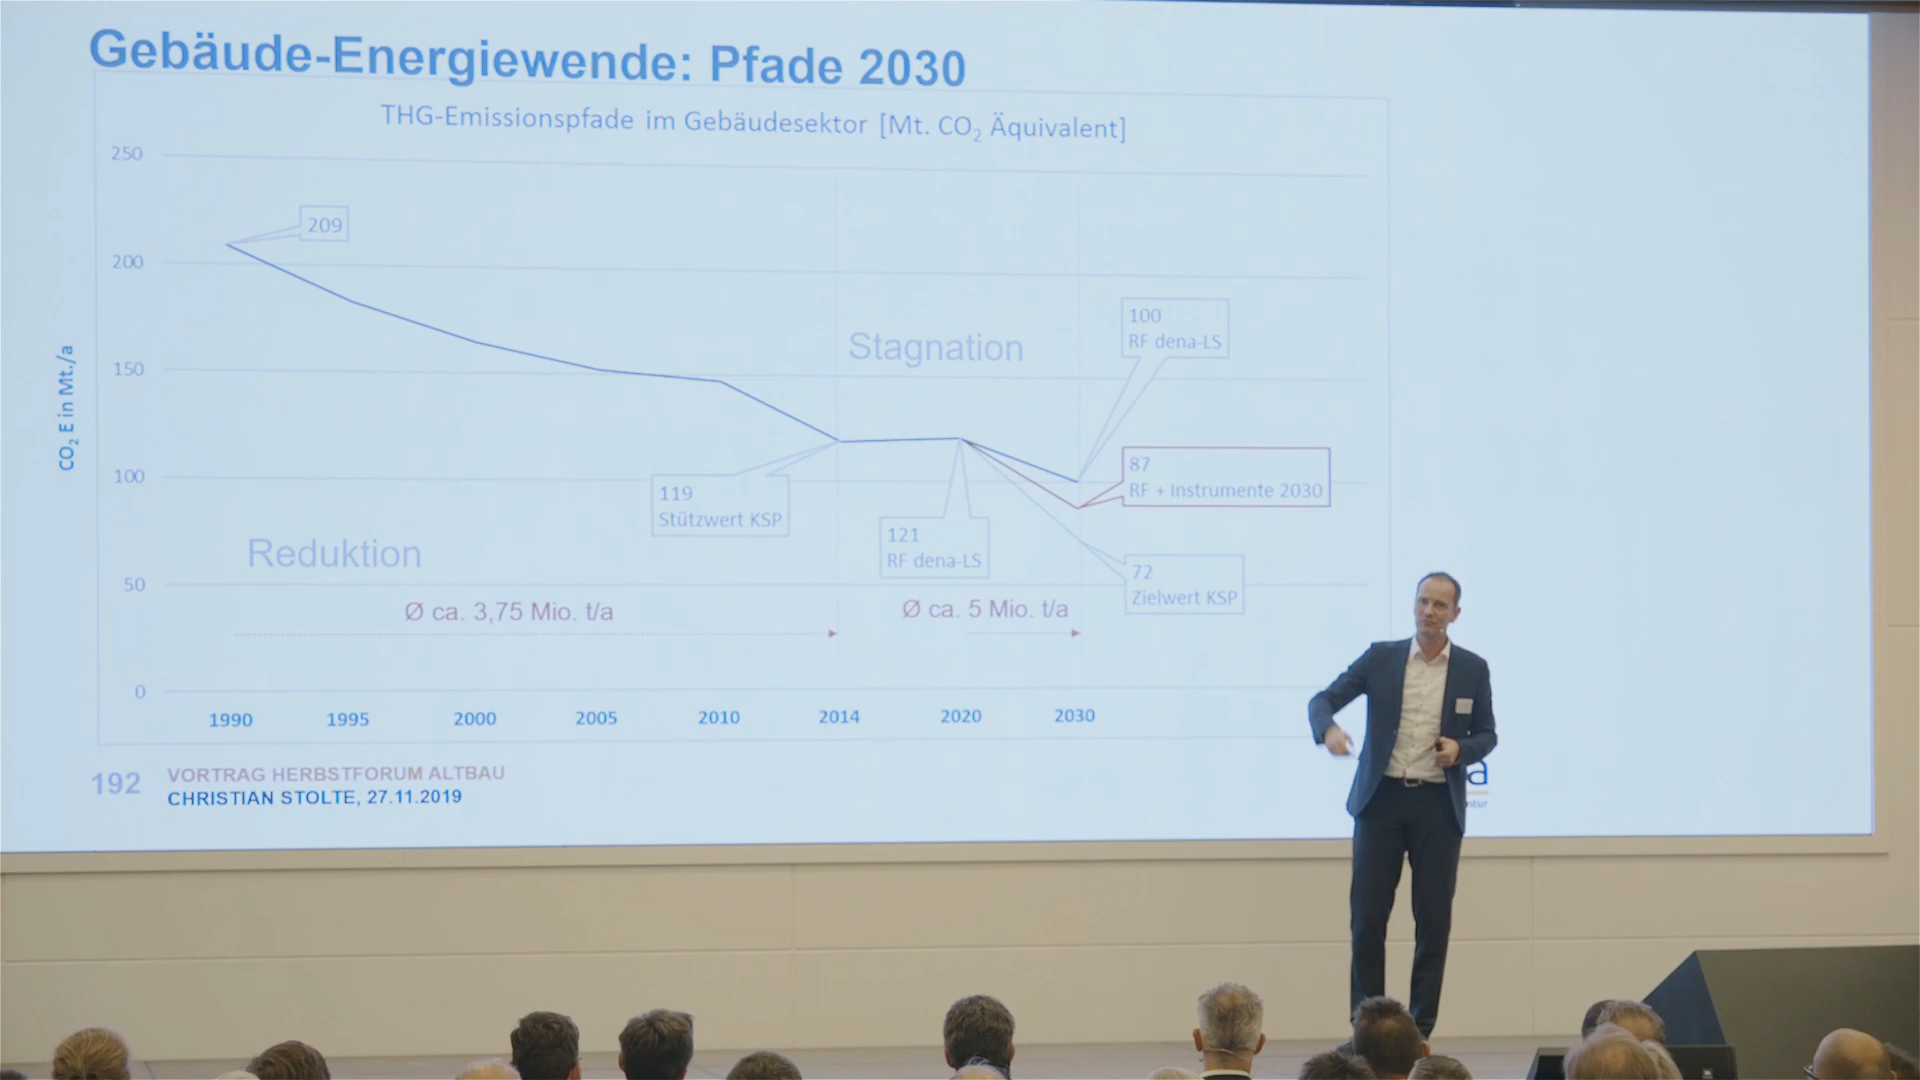 Gebäude-Energiewende: Pfade 2030
THG-Emissionspfade im Gebäudesektor [Mt. CO₂ Äquivalent]
CO₂ E in Mt./a
250
200
150
100
50
0
209
Stagnation
100
RF dena-LS
87
RF + Instrumente 2030
119
Stützwert KSP
121
RF dena-LS
72
Zielwert KSP
Reduktion
Ø ca. 3,75 Mio. t/a
Ø ca. 5 Mio. t/a
1990 1995 2000 2005 2010 2014 2020 2030
192
VORTRAG HERBSTFORUM ALTBAU
CHRISTIAN STOLTE, 27.11.2019